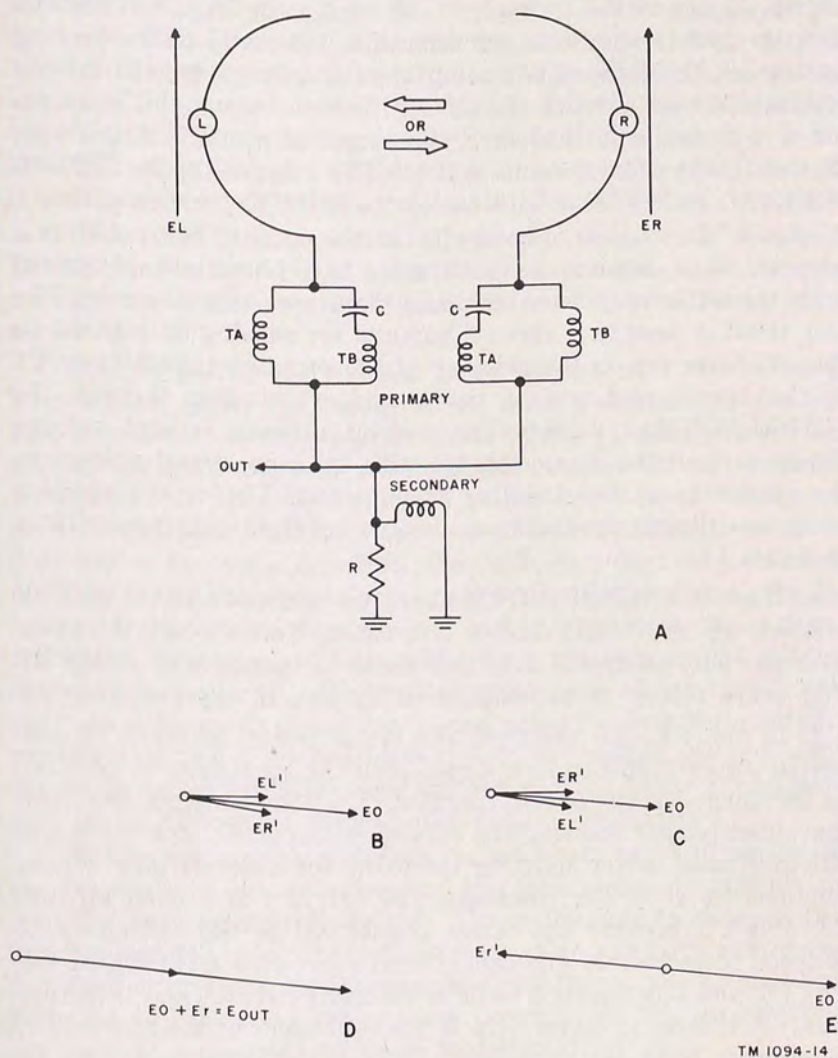 L
R
OR
EL
ER
TA
C
TB
C
TA
TB
PRIMARY
OUT
SECONDARY
R
A
EL'
EO
ER'
B
ER'
EO
EL'
C
EO + Er = EOUT
D
Er'
EO
E
TM 1094-14